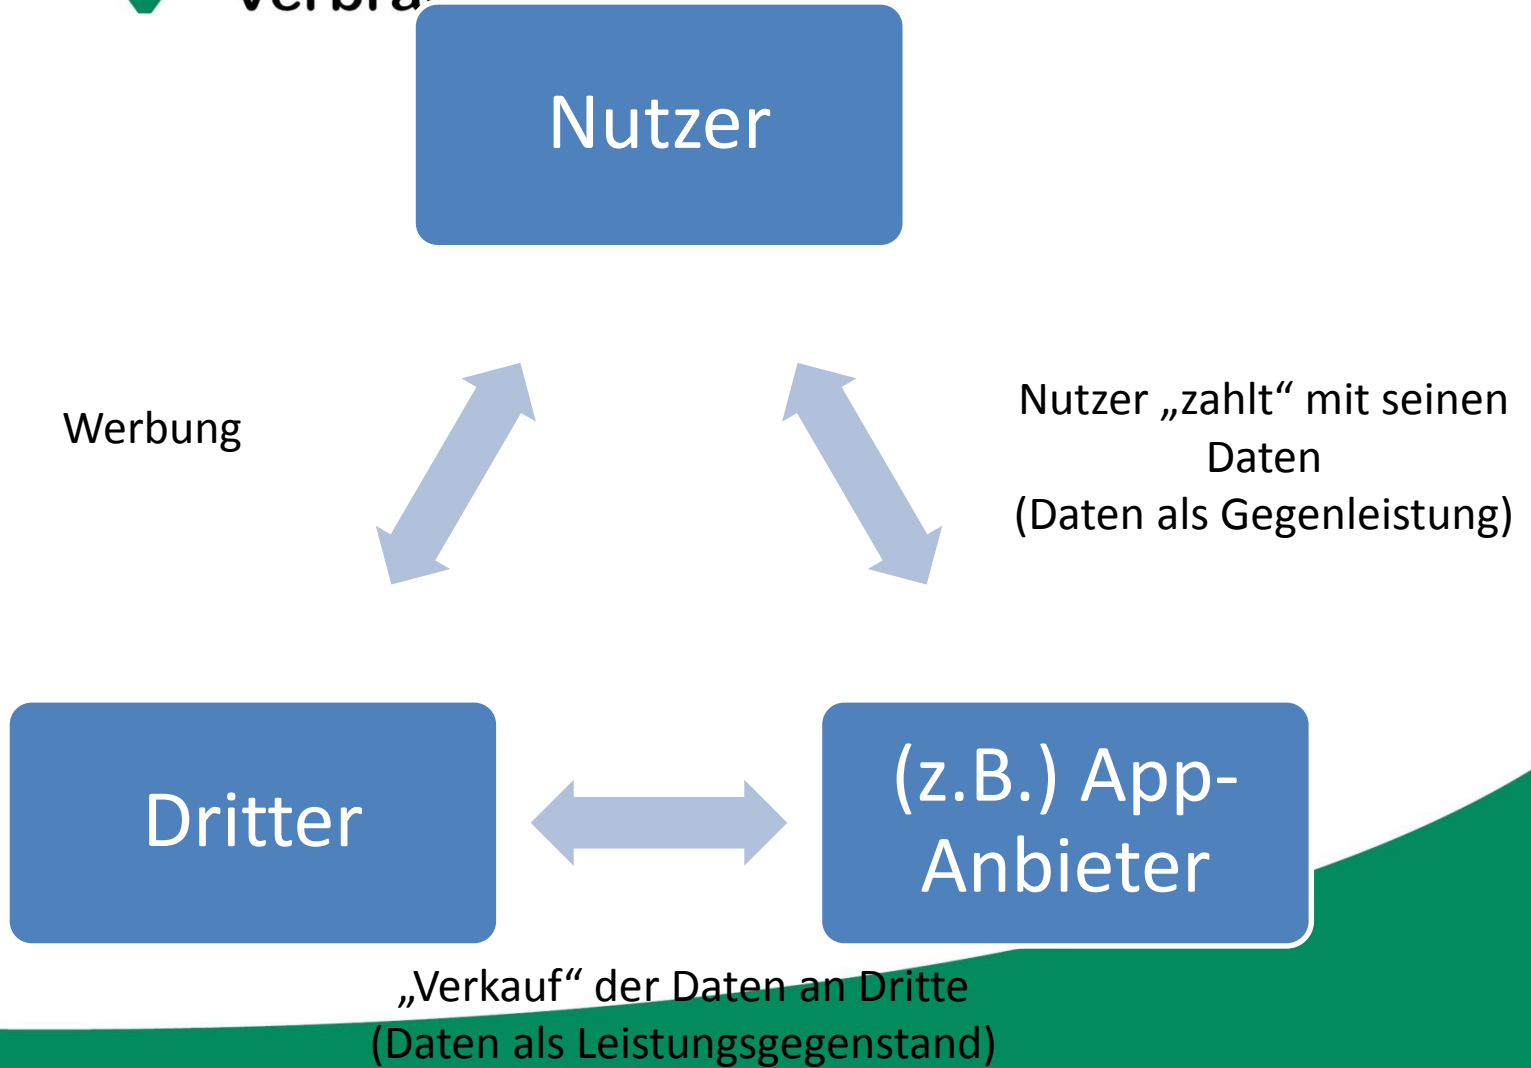 Nutzer
Werbung
Nutzer „zahlt“ mit seinen
Daten
(Daten als Gegenleistung)
Dritter
(z.B.) App-
Anbieter
„Verkauf“ der Daten an Dritte
(Daten als Leistungsgegenstand)